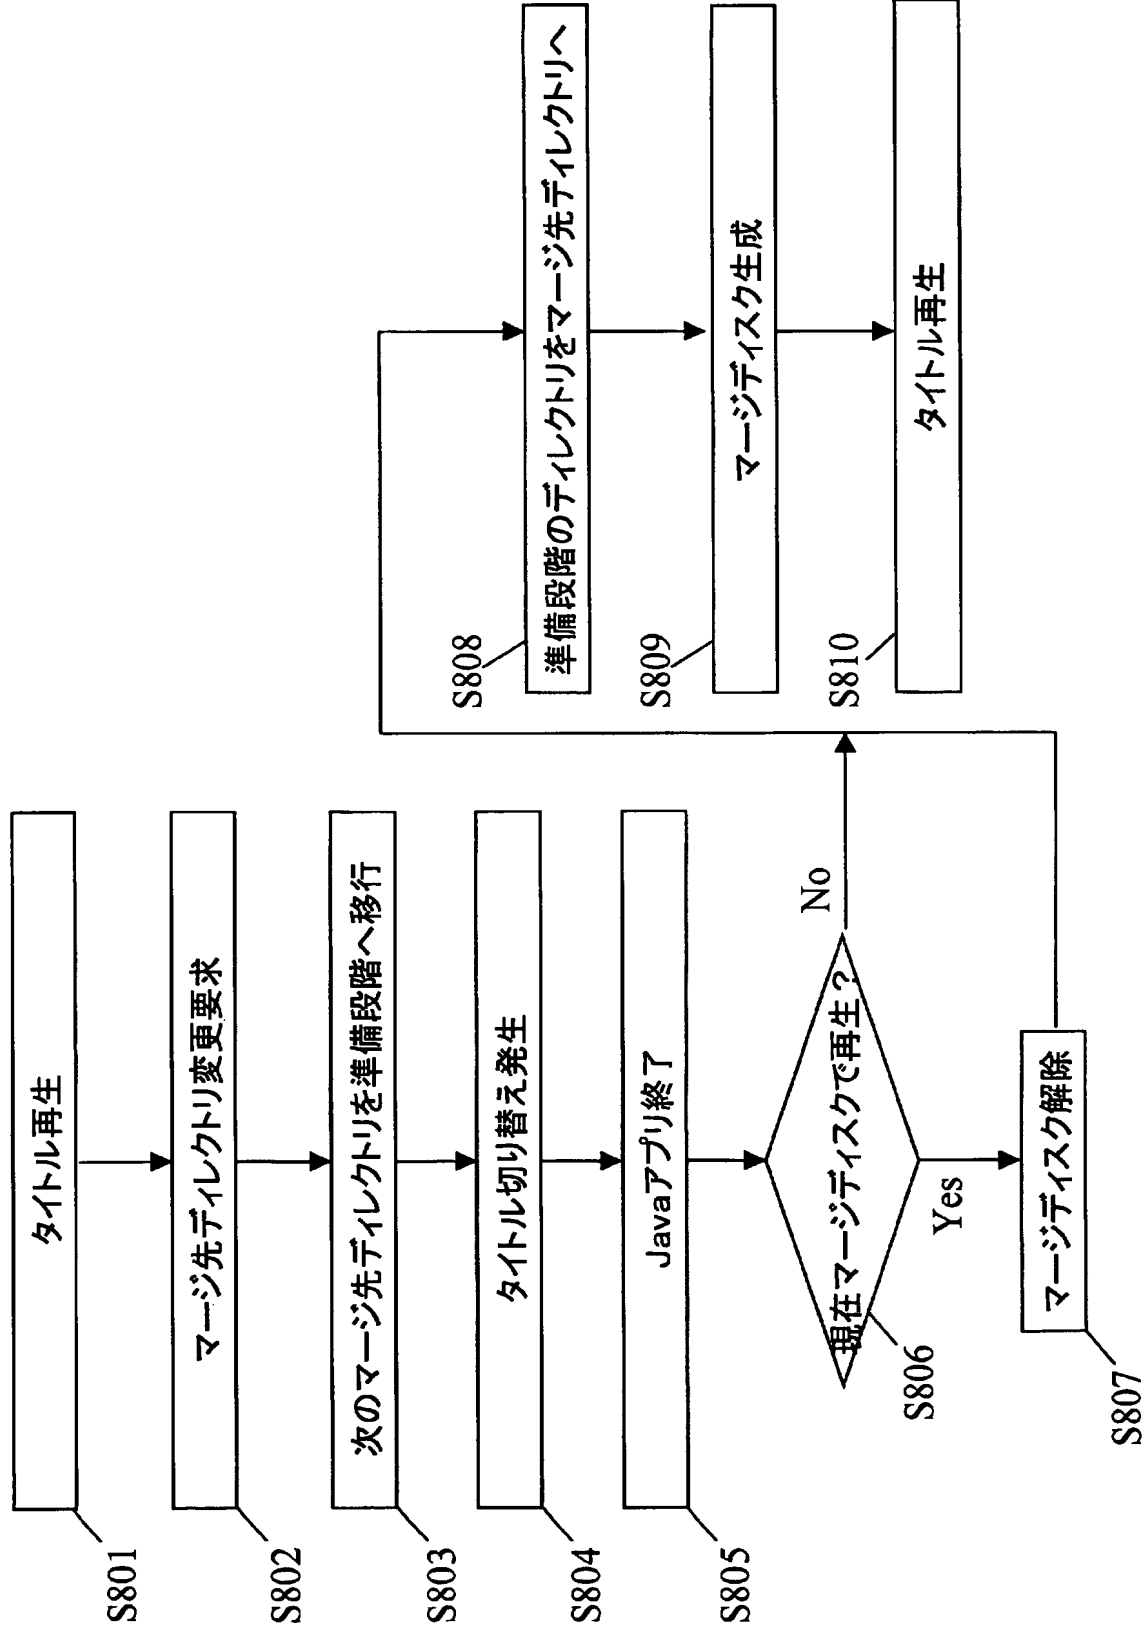 タイトル再生
S801
マージ先ディレクトリ変更要求
S802
次のマージ先ディレクトリを準備段階へ移行
S803
タイトル切り替え発生
S804
Javaアプリ終了
S805
現在マージディスクで再生？
S806
No
Yes
マージディスク解除
S807
S808
準備段階のディレクトリをマージ先ディレクトリへ
S809
マージディスク生成
S810
タイトル再生